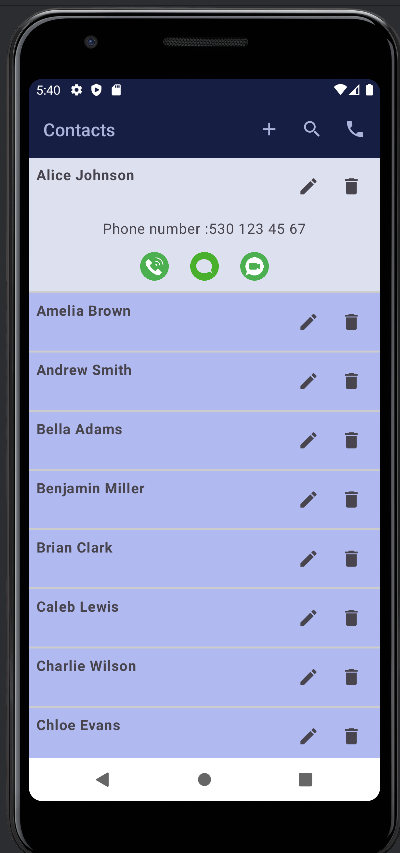 5:40
Contacts
Alice Johnson
Phone number :530 123 45 67
Amelia Brown
Andrew Smith
Bella Adams
Benjamin Miller
Brian Clark
Caleb Lewis
Charlie Wilson
Chloe Evans